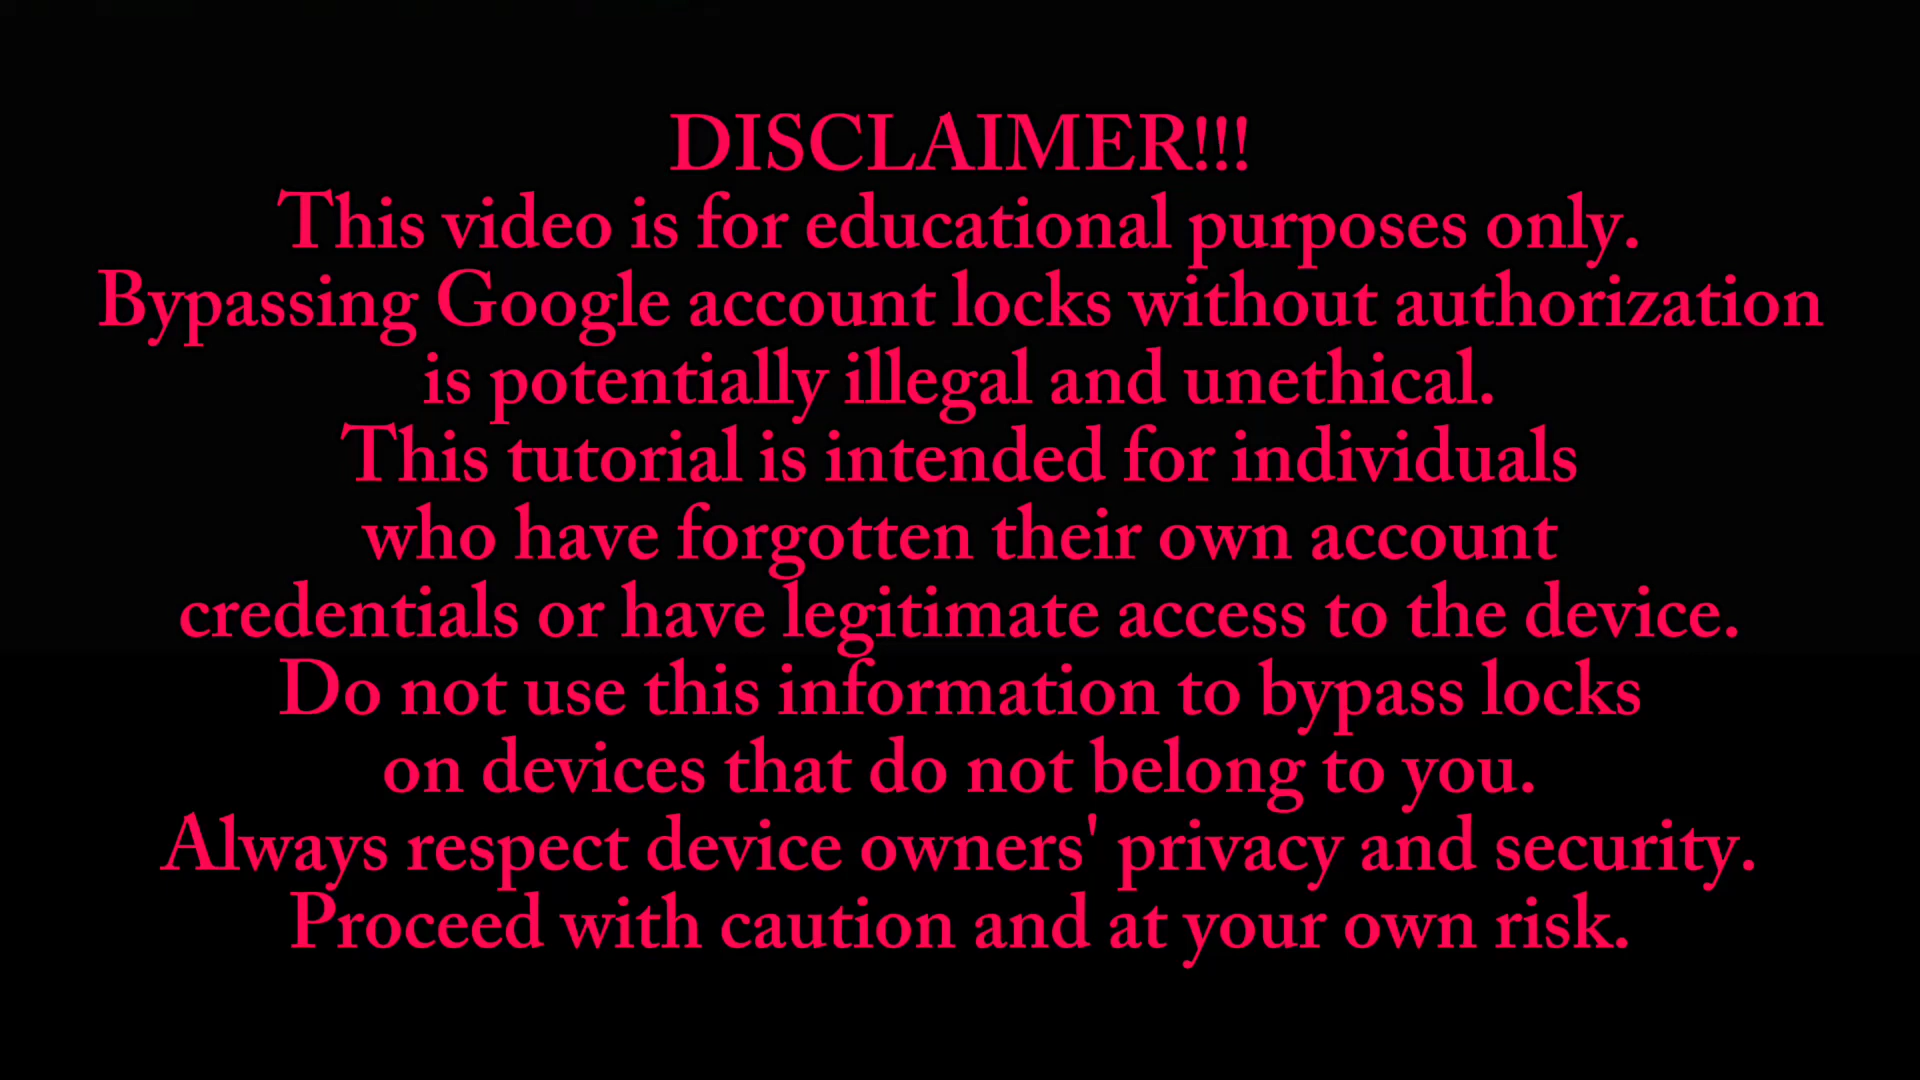 DISCLAIMER!!!
This video is for educational purposes only.
Bypassing Google account locks without authorization
is potentially illegal and unethical.
This tutorial is intended for individuals
who have forgotten their own account
credentials or have legitimate access to the device.
Do not use this information to bypass locks
on devices that do not belong to you.
Always respect device owners' privacy and security.
Proceed with caution and at your own risk.